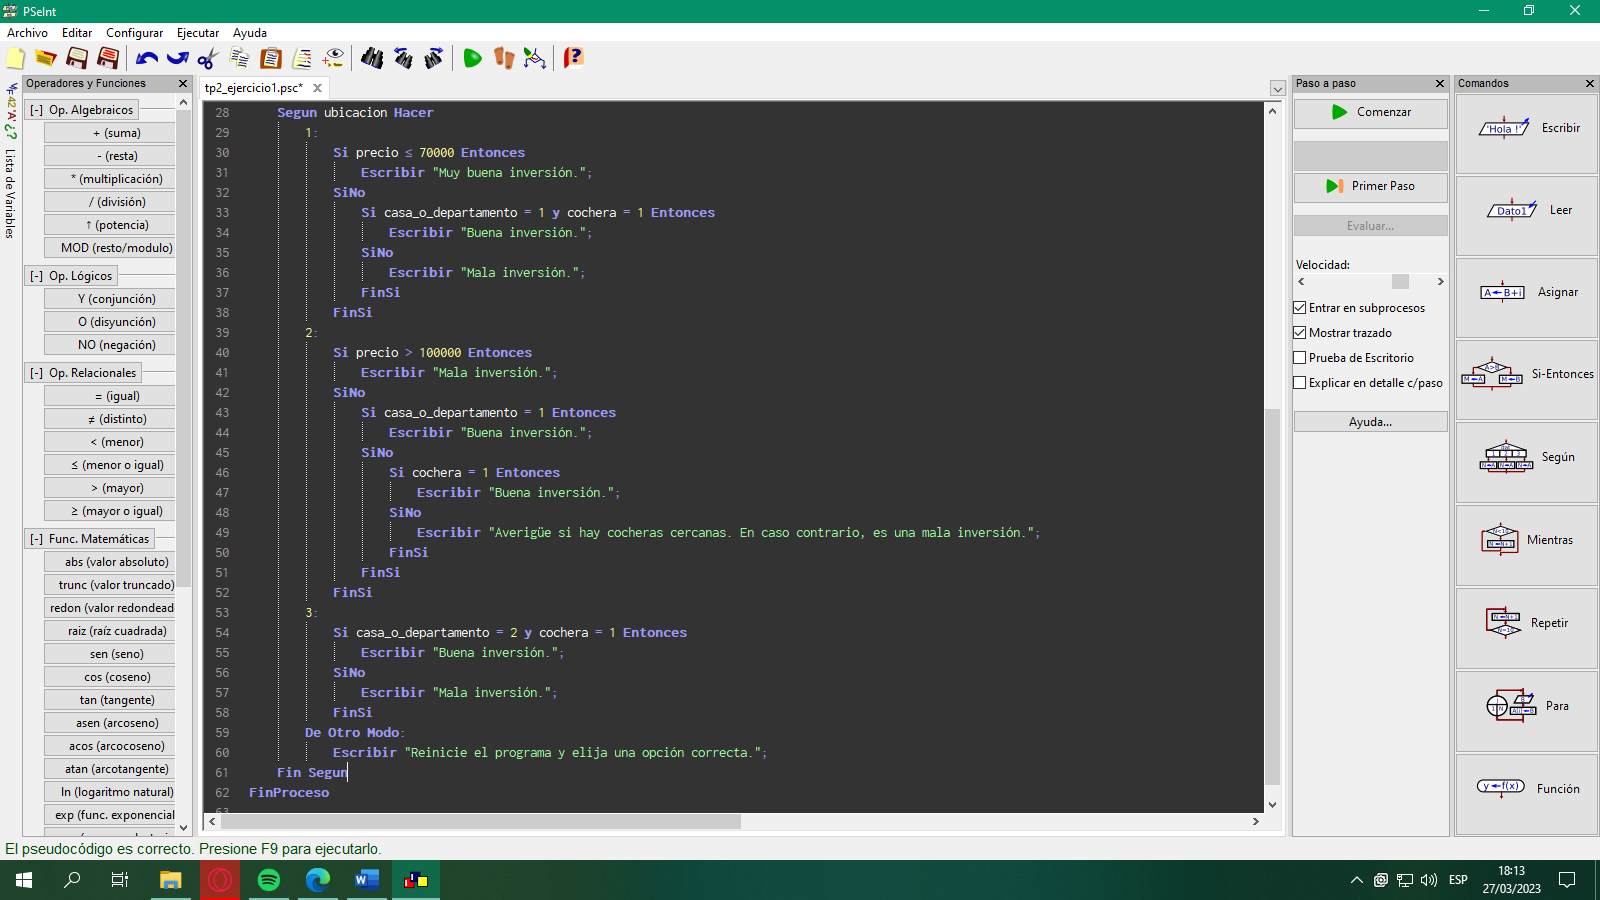 PSeInt
Archivo Editar Configurar Ejecutar Ayuda
Operadores y Funciones
tp2_ejercicio1.psc*
Paso a paso
Comandos
Lista de Variables
[-] Op. Algebraicos
+ (suma)
- (resta)
* (multiplicación)
/ (división)
↑ (potencia)
MOD (resto/modulo)
[-] Op. Lógicos
Y (conjunción)
O (disyunción)
NO (negación)
[-] Op. Relacionales
= (igual)
≠ (distinto)
< (menor)
≤ (menor o igual)
> (mayor)
≥ (mayor o igual)
[-] Func. Matemáticas
abs (valor absoluto)
trunc (valor truncado)
redon (valor redondead
raiz (raíz cuadrada)
sen (seno)
cos (coseno)
tan (tangente)
asen (arcoseno)
acos (arcocoseno)
atan (arcotangente)
ln (logaritmo natural)
exp (func. exponencial
28 Segun ubicacion Hacer
29 1:
30 Si precio ≤ 70000 Entonces
31 Escribir "Muy buena inversión.";
32 SiNo
33 Si casa_o_departamento = 1 y cochera = 1 Entonces
34 Escribir "Buena inversión.";
35 SiNo
36 Escribir "Mala inversión.";
37 FinSi
38 FinSi
39 2:
40 Si precio > 100000 Entonces
41 Escribir "Mala inversión.";
42 SiNo
43 Si casa_o_departamento = 1 Entonces
44 Escribir "Buena inversión.";
45 SiNo
46 Si cochera = 1 Entonces
47 Escribir "Buena inversión.";
48 SiNo
49 Escribir "Averigüe si hay cocheras cercanas. En caso contrario, es una mala inversión.";
50 FinSi
51 FinSi
52 FinSi
53 3:
54 Si casa_o_departamento = 2 y cochera = 1 Entonces
55 Escribir "Buena inversión.";
56 SiNo
57 Escribir "Mala inversión.";
58 FinSi
59 De Otro Modo:
60 Escribir "Reinicie el programa y elija una opción correcta.";
61 Fin Segun
62 FinProceso
63
Comenzar
Primer Paso
Evaluar...
Velocidad:
Entrar en subprocesos
Mostrar trazado
Prueba de Escritorio
Explicar en detalle c/paso
Ayuda...
'Hola !' Escribir
Dato1 Leer
A←B+i Asignar
A>B M←A M←B Si-Entonces
Según
Mientras
Repetir
Para
y←f(x) Función
El pseudocódigo es correcto. Presione F9 para ejecutarlo.
ESP
18:13
27/03/2023